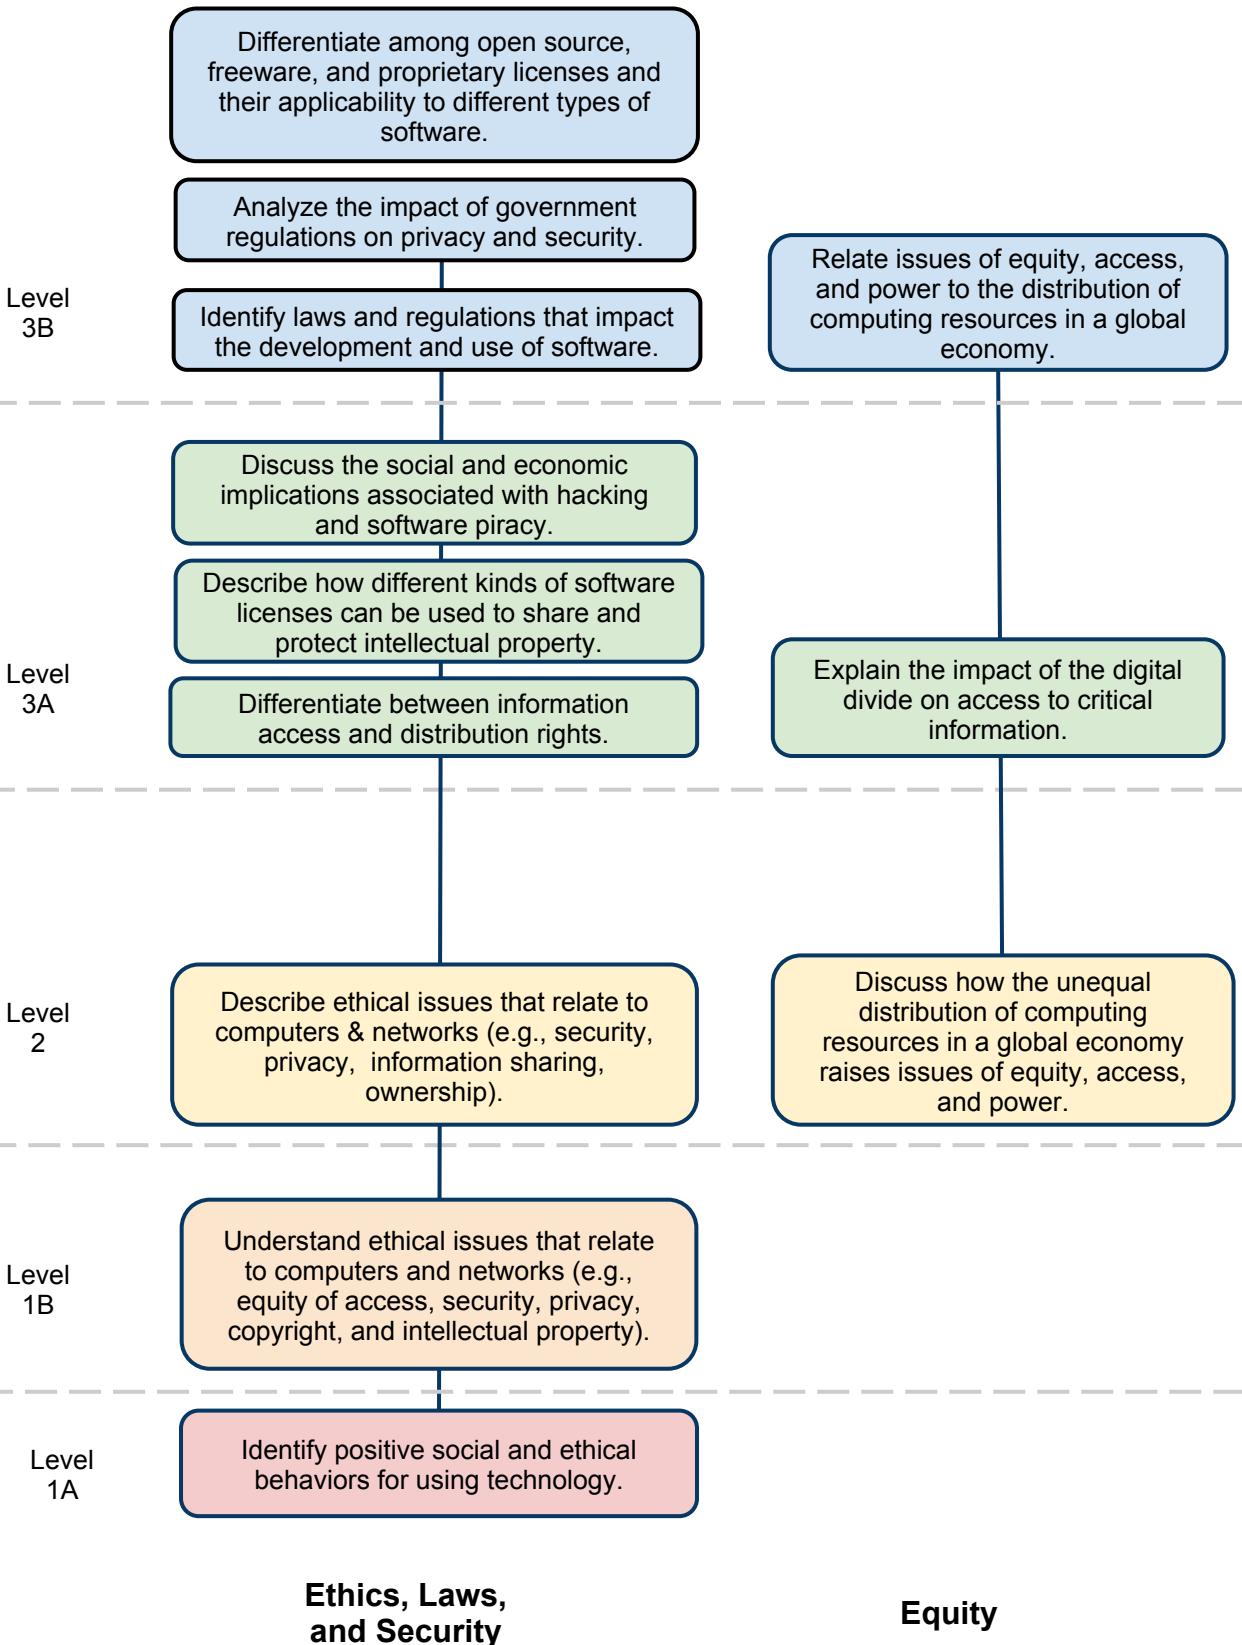 Differentiate among open source,
freeware, and proprietary licenses and
their applicability to different types of
software.
Analyze the impact of government
regulations on privacy and security.
Level
3B
Identify laws and regulations that impact
the development and use of software.
Relate issues of equity, access,
and power to the distribution of
computing resources in a global
economy.
Discuss the social and economic
implications associated with hacking
and software piracy.
Describe how different kinds of software
licenses can be used to share and
protect intellectual property.
Level
3A
Differentiate between information
access and distribution rights.
Explain the impact of the digital
divide on access to critical
information.
Level
2
Describe ethical issues that relate to
computers & networks (e.g., security,
privacy,  information sharing,
ownership).
Discuss how the unequal
distribution of computing
resources in a global economy
raises issues of equity, access,
and power.
Level
1B
Understand ethical issues that relate
to computers and networks (e.g.,
equity of access, security, privacy,
copyright, and intellectual property).
Level
1A
Identify positive social and ethical
behaviors for using technology.
Ethics, Laws,
and Security
Equity